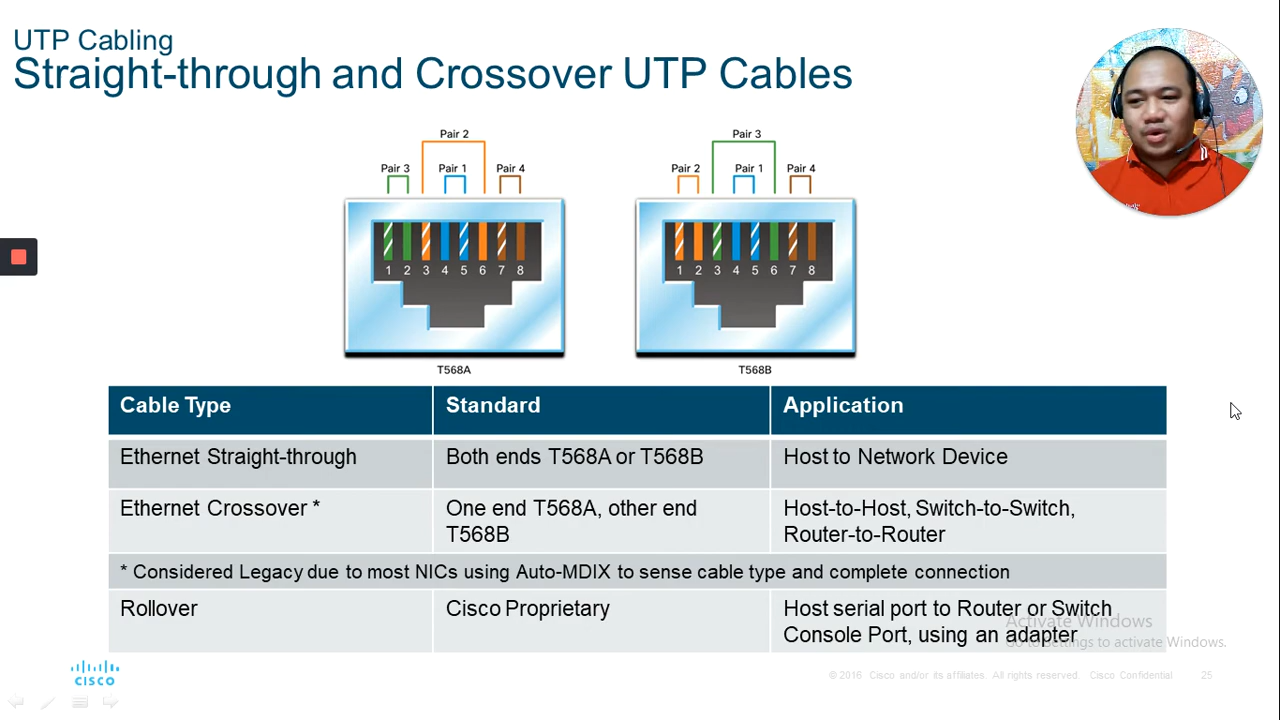 UTP Cabling
Straight-through and Crossover UTP Cables
Pair 2
Pair 3 Pair 1 Pair 4
1 2 3 4 5 6 7 8
T568A
Pair 3
Pair 2 Pair 1 Pair 4
1 2 3 4 5 6 7 8
T568B
Cable Type Standard Application
Ethernet Straight-through Both ends T568A or T568B Host to Network Device
Ethernet Crossover * One end T568A, other end T568B Host-to-Host, Switch-to-Switch, Router-to-Router
* Considered Legacy due to most NICs using Auto-MDIX to sense cable type and complete connection
Rollover Cisco Proprietary Host serial port to Router or Switch Console Port, using an adapter
Activate Windows
Go to Settings to activate Windows.
CISCO
© 2016 Cisco and/or its affiliates. All rights reserved. Cisco Confidential 25